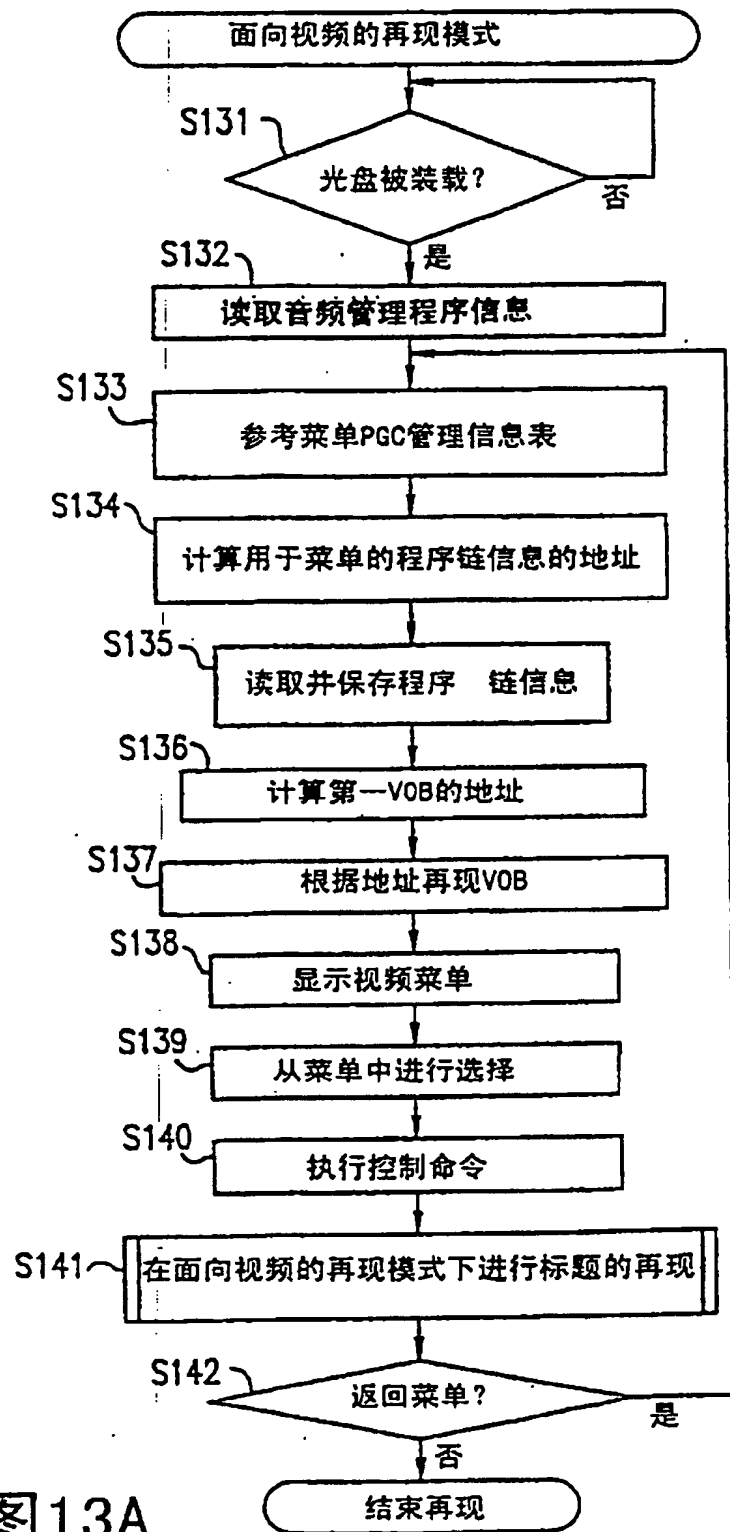 面向视频的再现模式
S131
光盘被装载?
否
是
S132
读取音频管理程序信息
S133
参考菜单PGC管理信息表
S134
计算用于菜单的程序链信息的地址
S135
读取并保存程序 链信息
S136
计算第一VOB的地址
S137
根据地址再现VOB
S138
显示视频菜单
S139
从菜单中进行选择
S140
执行控制命令
S141
在面向视频的再现模式下进行标题的再现
S142
返回菜单?
是
否
结束再现
图13A